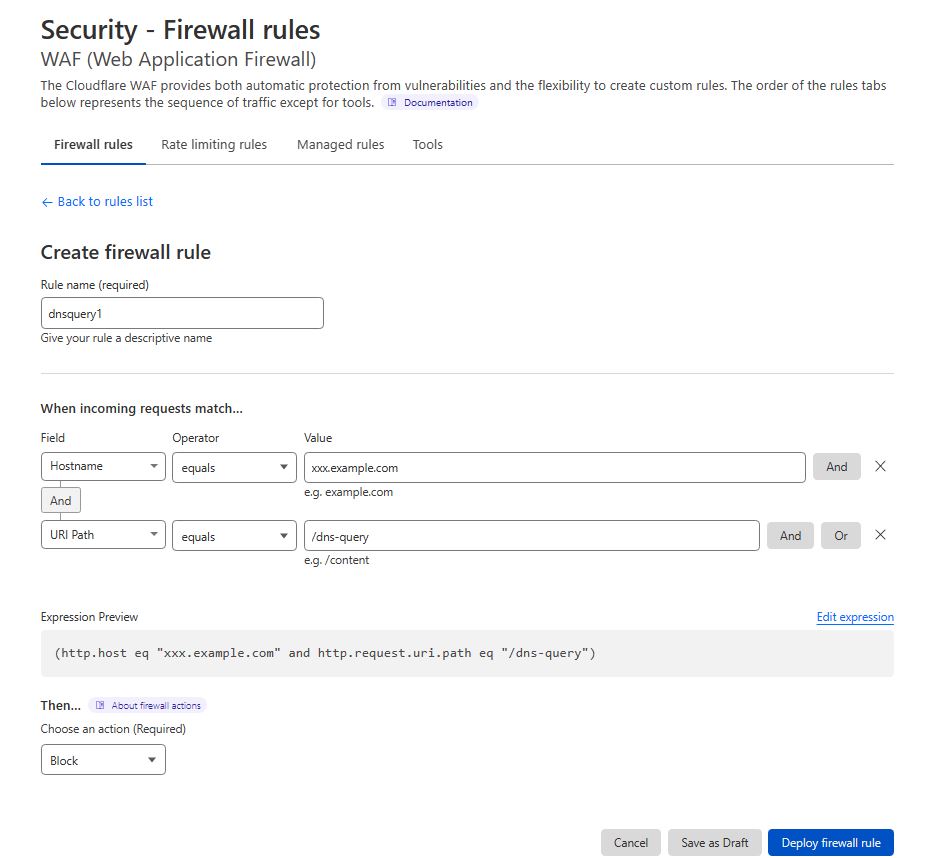 Security - Firewall rules
WAF (Web Application Firewall)
The Cloudflare WAF provides both automatic protection from vulnerabilities and the flexibility to create custom rules. The order of the rules tabs
below represents the sequence of traffic except for tools. Documentation
Firewall rules Rate limiting rules Managed rules Tools
← Back to rules list
Create firewall rule
Rule name (required)
dnsquery1
Give your rule a descriptive name
When incoming requests match...
Field Operator Value
Hostname equals xxx.example.com And
e.g. example.com
And
URI Path equals /dns-query And Or
e.g. /content
Expression Preview Edit expression
(http.host eq "xxx.example.com" and http.request.uri.path eq "/dns-query")
Then... About firewall actions
Choose an action (Required)
Block
Cancel Save as Draft Deploy firewall rule